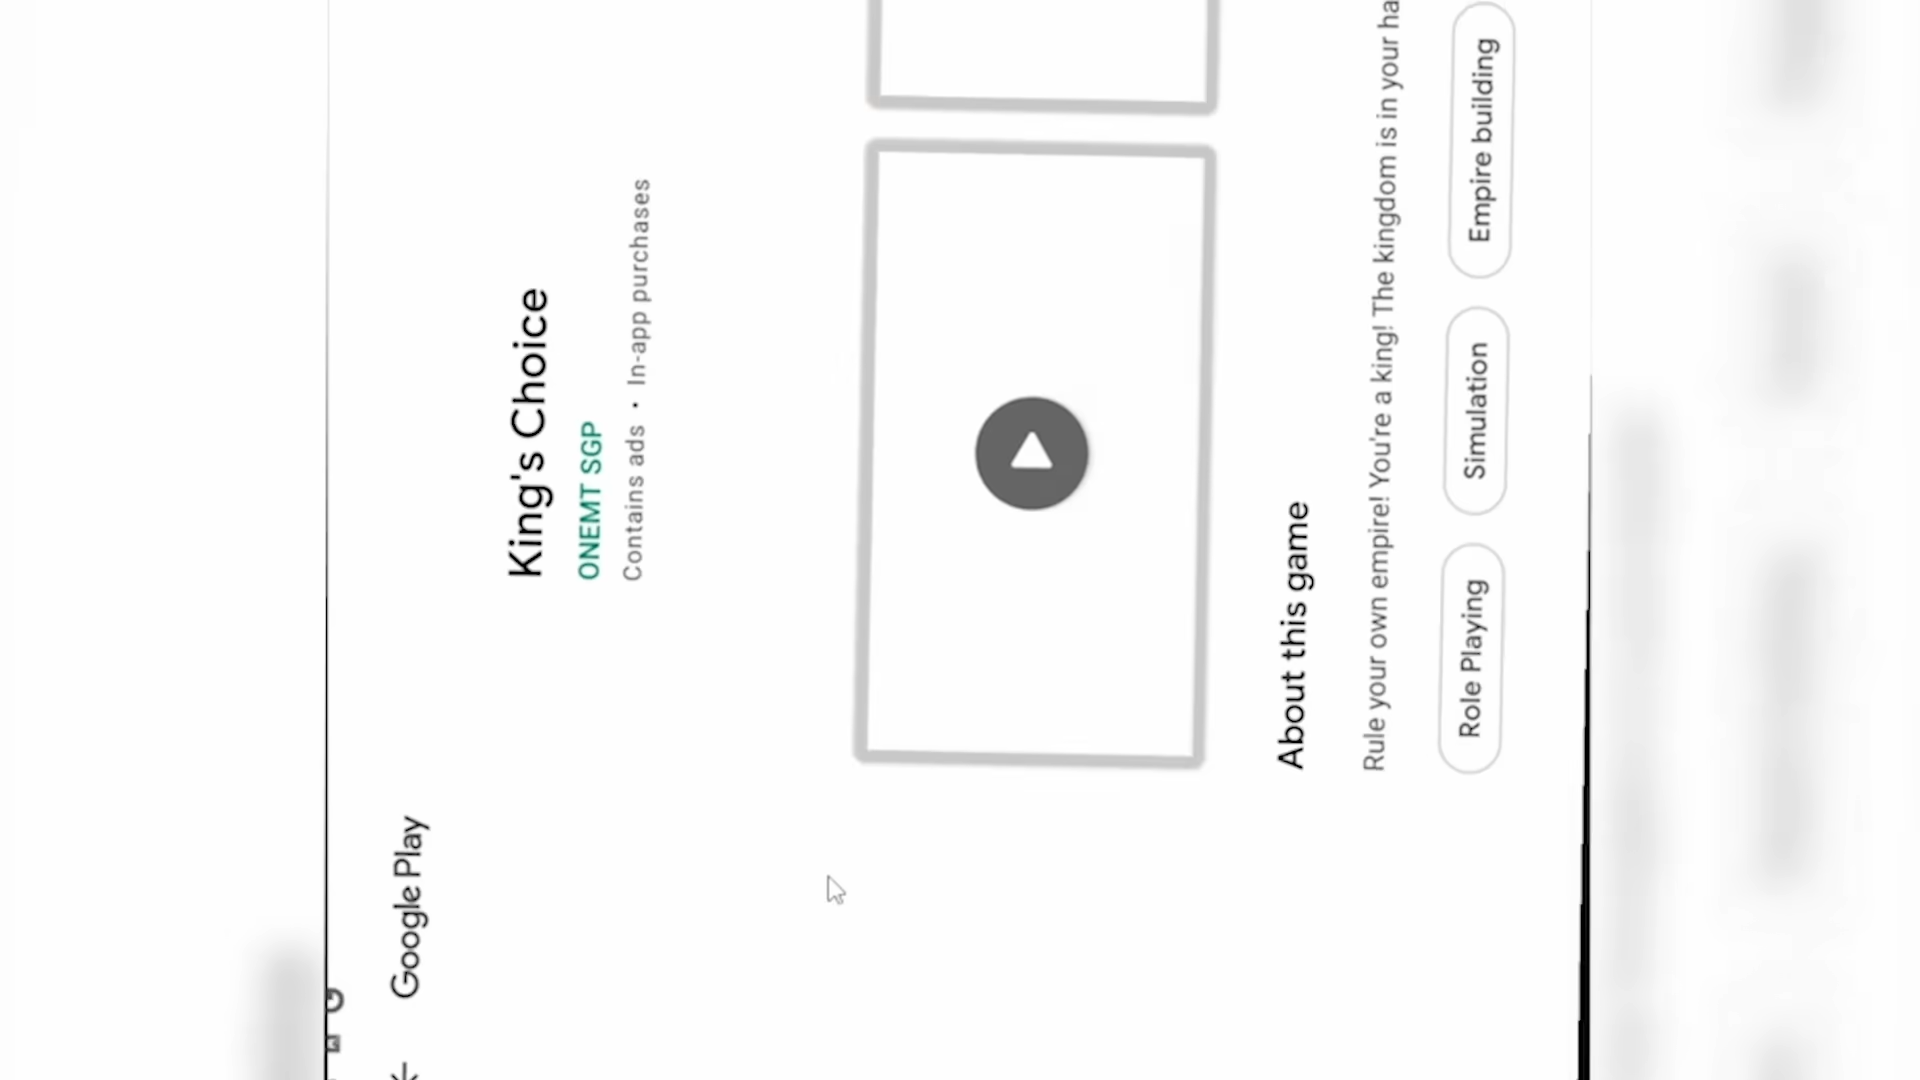 Google Play
King's Choice
ONEMT SGP
Contains ads · In-app purchases
About this game
Rule your own empire! You're a king! The kingdom is in your
Role Playing
Simulation
Empire building